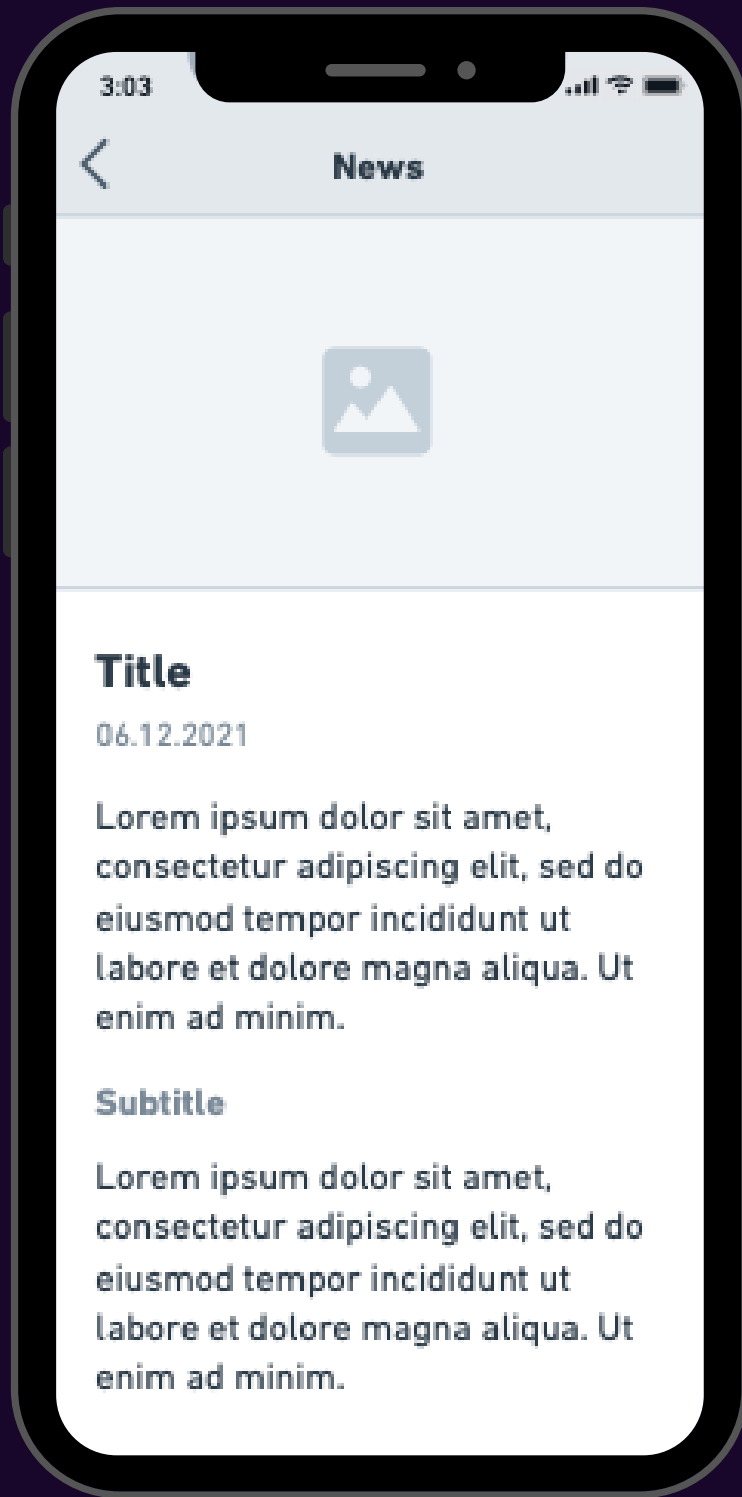 3:03
News
Title
06.12.2021
Lorem ipsum dolor sit amet,
consectetur adipiscing elit, sed do
eiusmod tempor incididunt ut
labore et dolore magna aliqua. Ut
enim ad minim.
Subtitle
Lorem ipsum dolor sit amet,
consectetur adipiscing elit, sed do
eiusmod tempor incididunt ut
labore et dolore magna aliqua. Ut
enim ad minim.